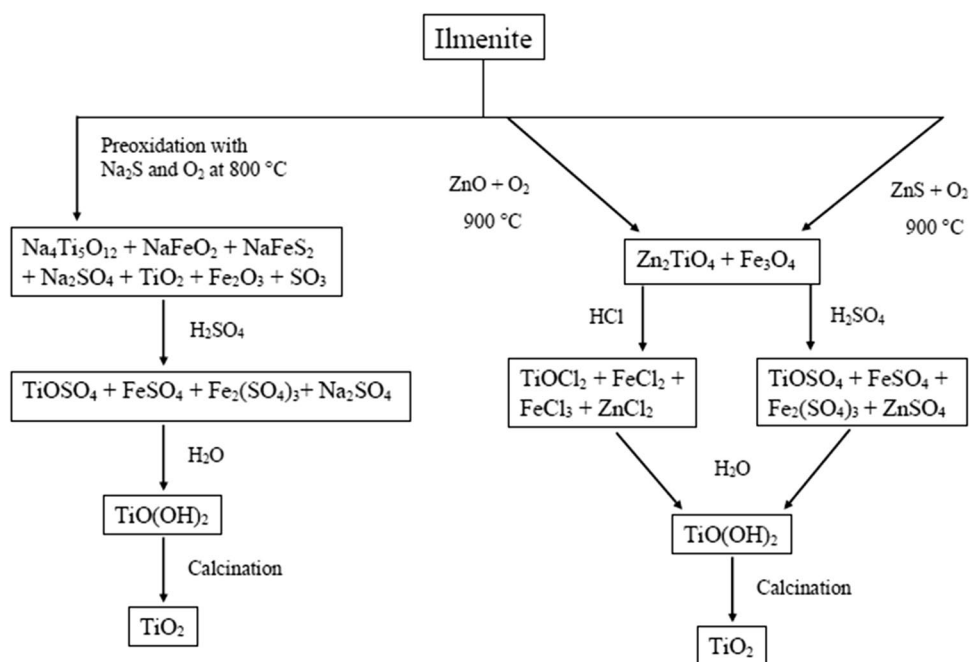 Ilmenite
Preoxidation with
Na₂S and O₂ at 800 °C
ZnO + O₂
900 °C
ZnS + O₂
900 °C
Na₄Ti₅O₁₂ + NaFeO₂ + NaFeS₂
+ Na₂SO₄ + TiO₂ + Fe₂O₃ + SO₃
Zn₂TiO₄ + Fe₃O₄
H₂SO₄
HCl
H₂SO₄
TiOSO₄ + FeSO₄ + Fe₂(SO₄)₃+ Na₂SO₄
TiOCl₂ + FeCl₂ +
FeCl₃ + ZnCl₂
TiOSO₄ + FeSO₄ +
Fe₂(SO₄)₃ + ZnSO₄
H₂O
H₂O
TiO(OH)₂
TiO(OH)₂
Calcination
Calcination
TiO₂
TiO₂